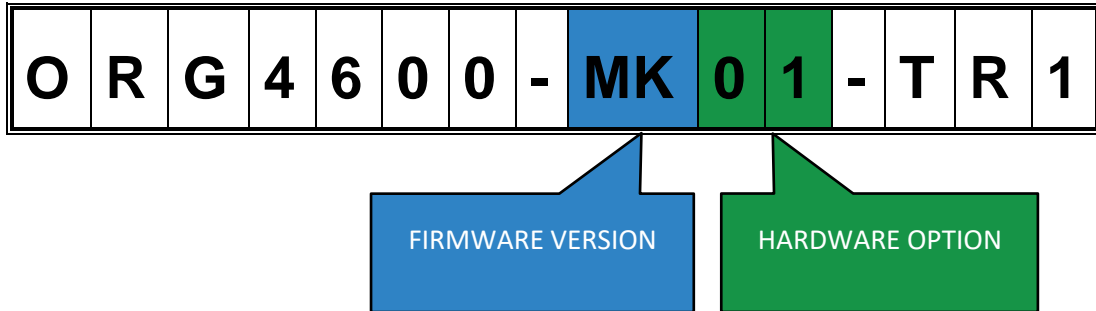 ORG4600-MK01-TR1
FIRMWARE VERSION
HARDWARE OPTION